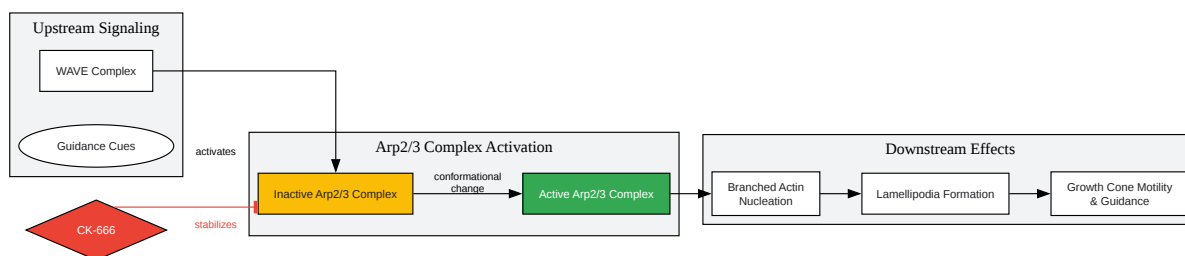 Upstream Signaling
WAVE Complex
Guidance Cues
activates
CK-666
stabilizes
Arp2/3 Complex Activation
Inactive Arp2/3 Complex
conformational
change
Active Arp2/3 Complex
Downstream Effects
Branched Actin
Nucleation
Lamellipodia Formation
Growth Cone Motility
& Guidance